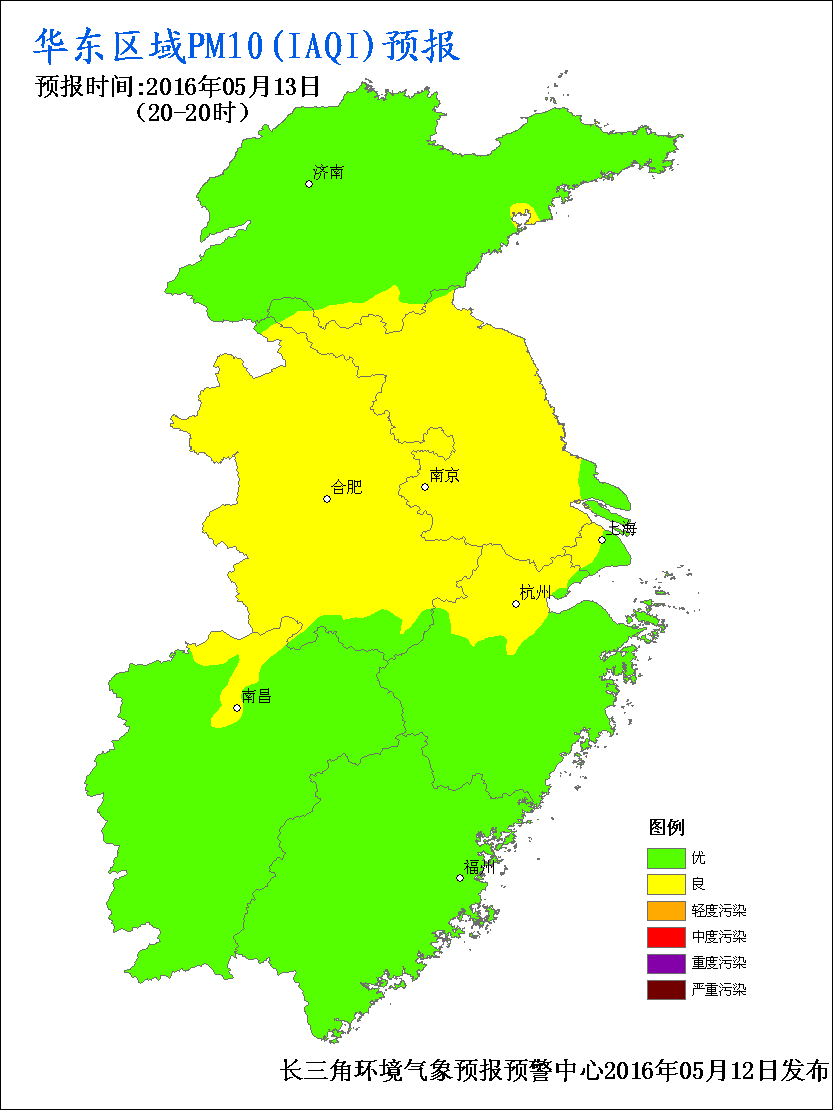 华东区域PM10(IAQI)预报
预报时间:2016年05月13日
(20-20时)
济南
南京
合肥
上海
杭州
南昌
福州
图例
优
良
轻度污染
中度污染
重度污染
严重污染
长三角环境气象预报预警中心2016年05月12日发布